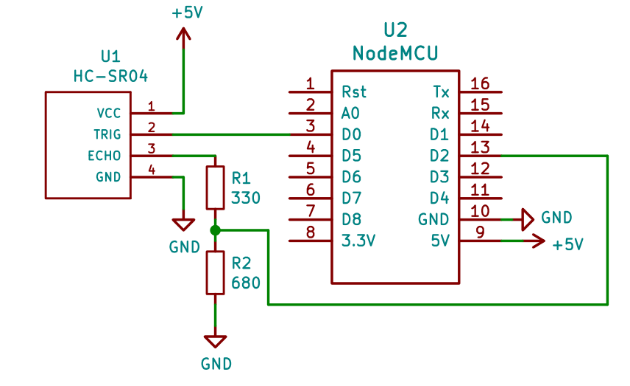 +5V
U1
HC-SR04
VCC 1
TRIG 2
ECHO 3
GND 4
GND
R1
330
R2
680
GND
U2
NodeMCU
1 Rst Tx 16
2 A0 Rx 15
3 D0 D1 14
4 D5 D2 13
5 D6 D3 12
6 D7 D4 11
7 D8 GND 10 GND
8 3.3V 5V 9 +5V